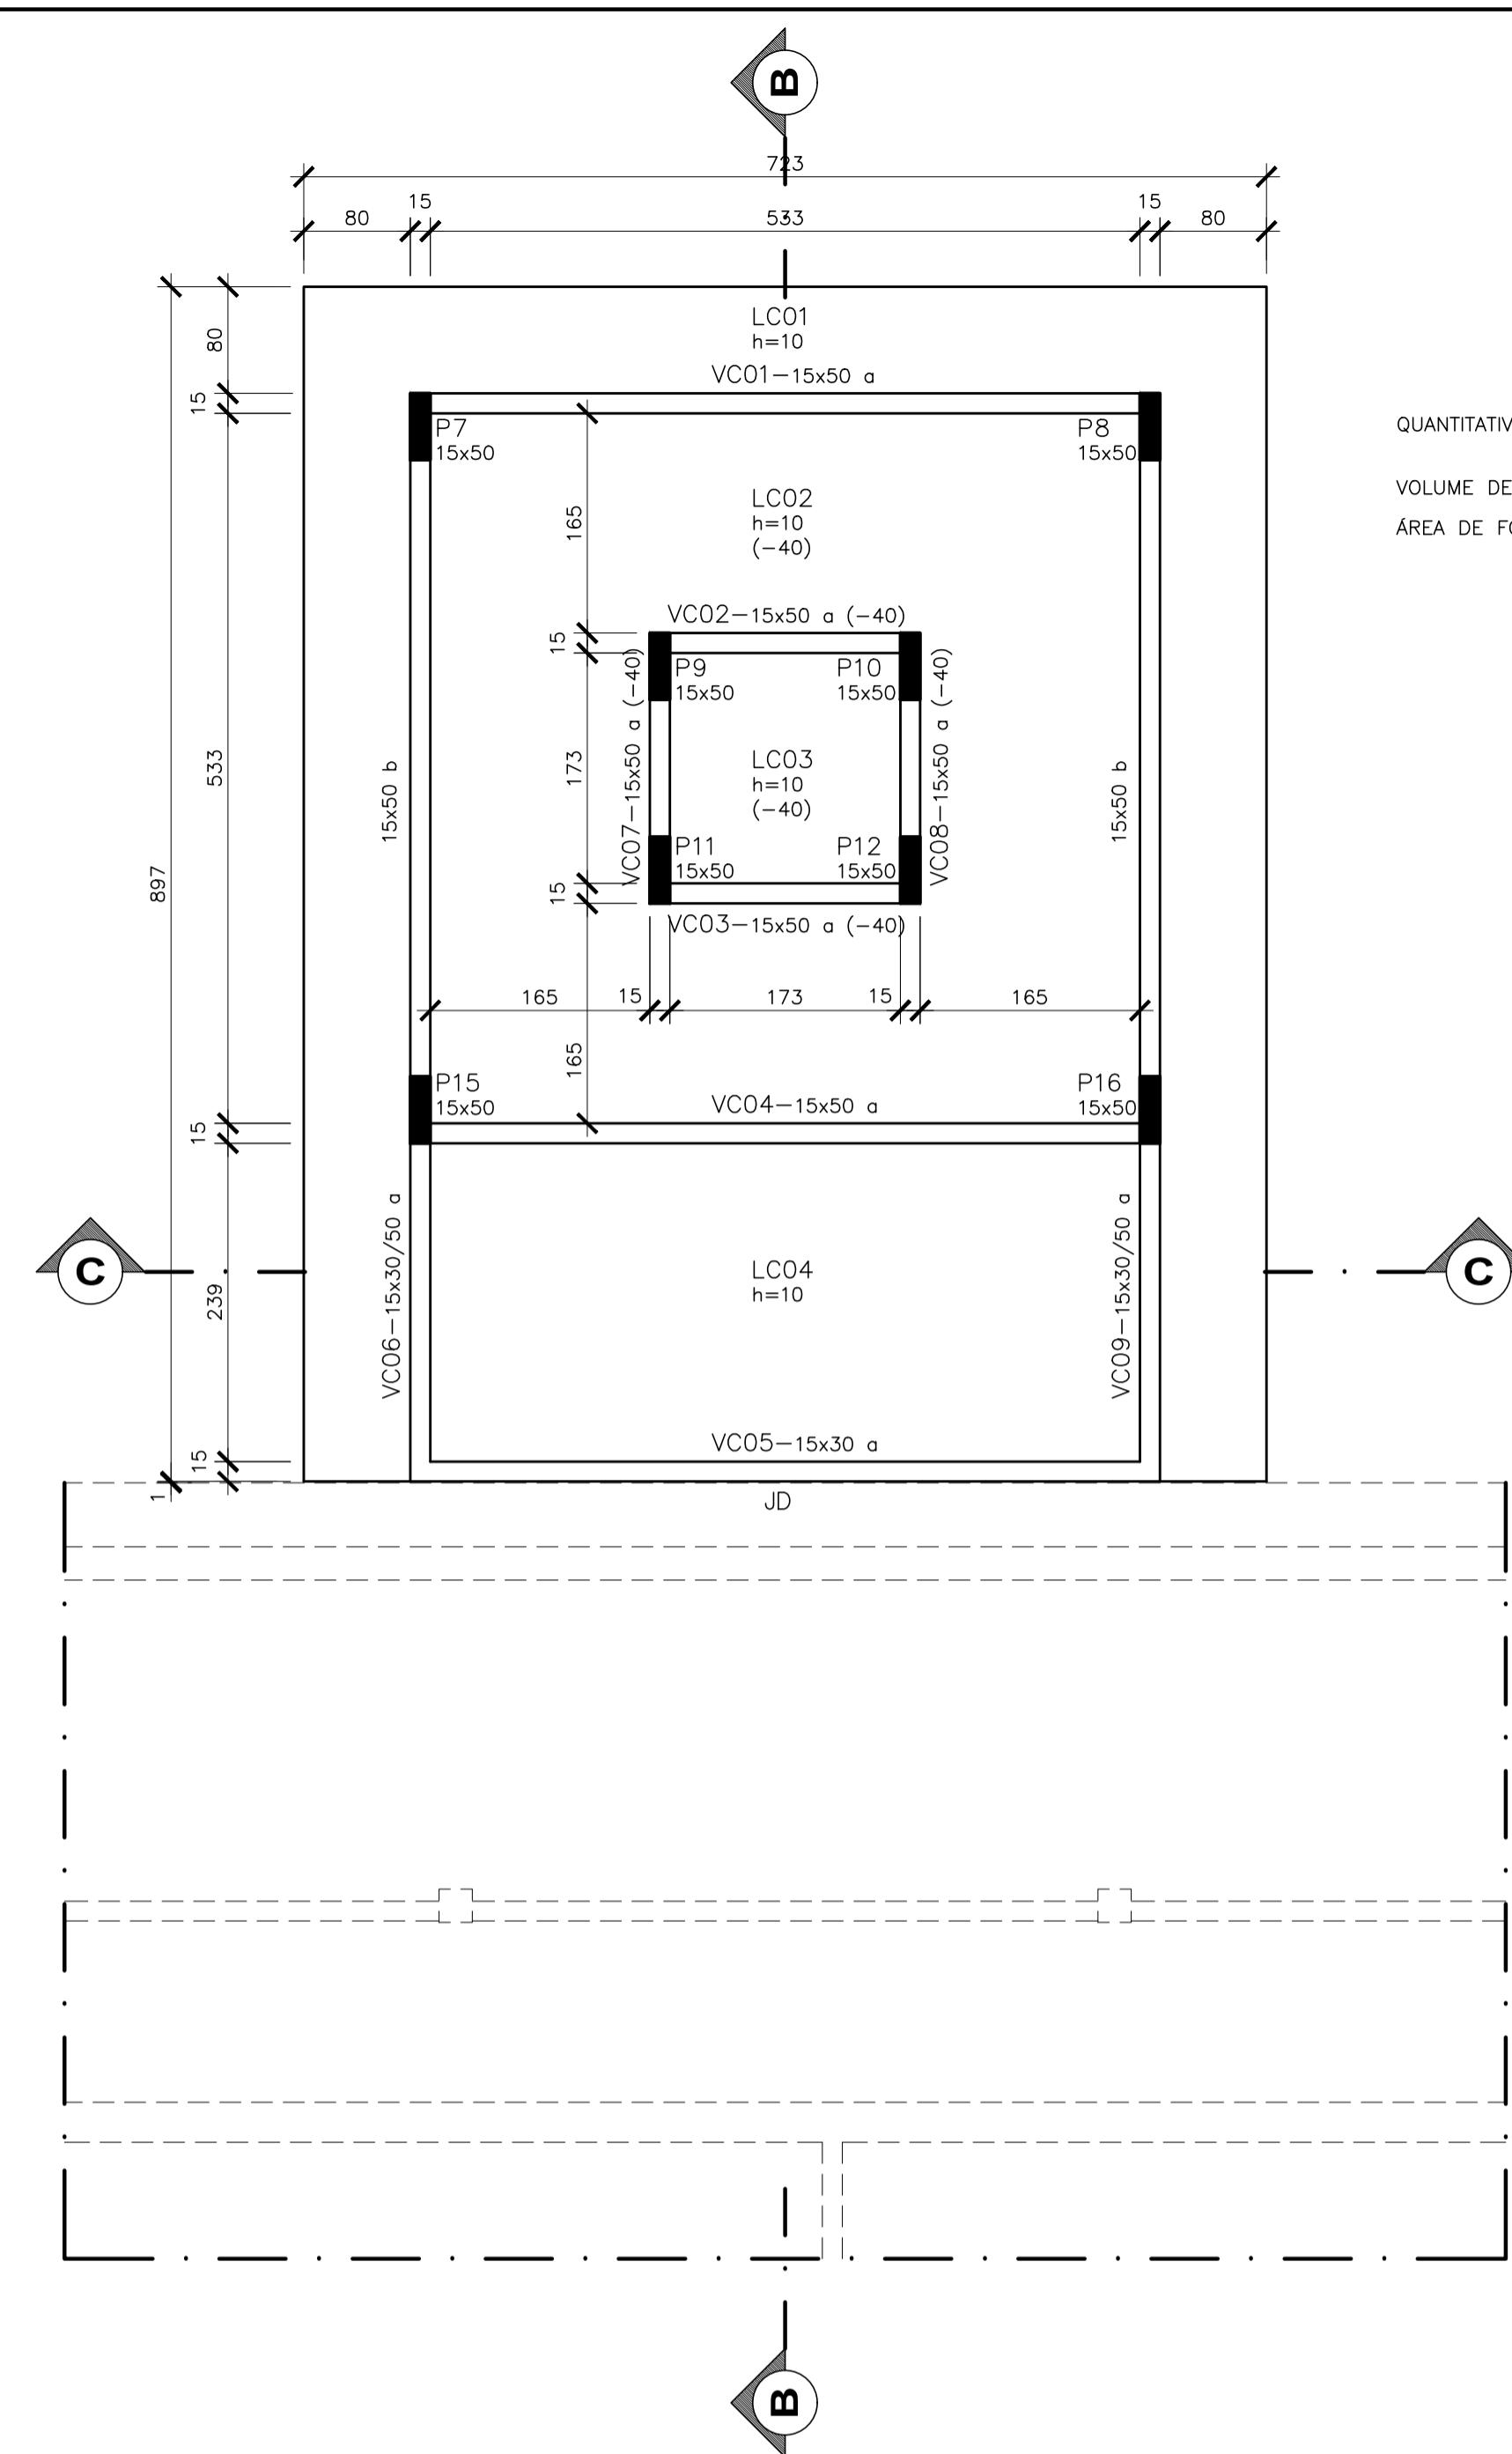 B
723
80
15
533
15
80
LC01
h=10
80
VC01-15x50 a
15
P7
15x50
P8
15x50
QUANTITATIV
VOLUME DE
LC02
h=10
(-40)
165
VC02-15x50 a (-40)
15
P9
15x50
P10
15x50
VC07-15x50 a (-40)
VC08-15x50 a (-40)
533
15x50 b
173
LC03
h=10
(-40)
15x50 b
P11
15x50
P12
15x50
897
15
VC03-15x50 a (-40)
165
15
173
15
165
165
P15
15x50
VC04-15x50 a
P16
15x50
15
VC06-15x30/50 a
VC09-15x30/50 a
C
LC04
h=10
C
239
VC05-15x30 a
15
1
JD
B